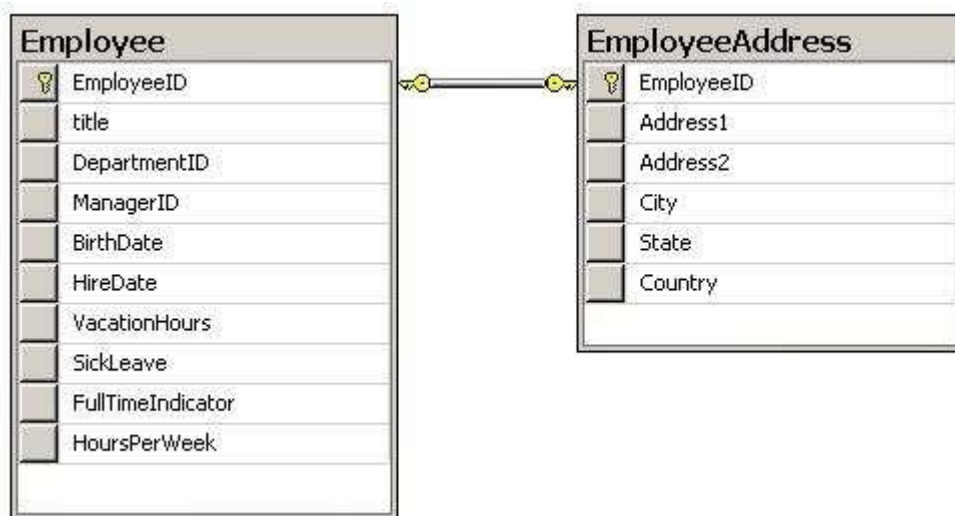 Employee
EmployeeID
title
DepartmentID
ManagerID
BirthDate
HireDate
VacationHours
SickLeave
FullTimeIndicator
HoursPerWeek
EmployeeAddress
EmployeeID
Address1
Address2
City
State
Country